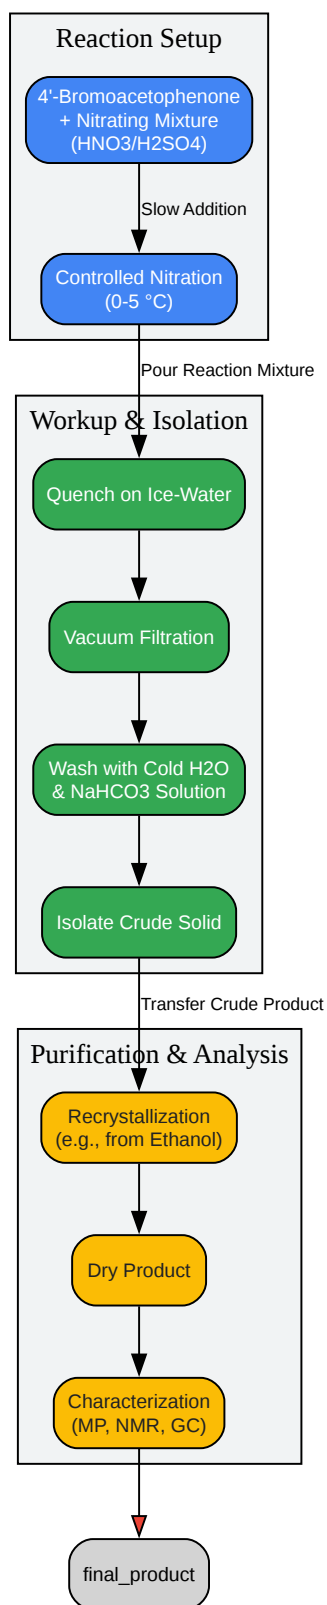 Reaction Setup
4'-Bromoacetophenone
+ Nitrating Mixture
(HNO3/H2SO4)
Slow Addition
Controlled Nitration
(0-5 °C)
Pour Reaction Mixture
Workup & Isolation
Quench on Ice-Water
Vacuum Filtration
Wash with Cold H2O
& NaHCO3 Solution
Isolate Crude Solid
Transfer Crude Product
Purification & Analysis
Recrystallization
(e.g., from Ethanol)
Dry Product
Characterization
(MP, NMR, GC)
final_product